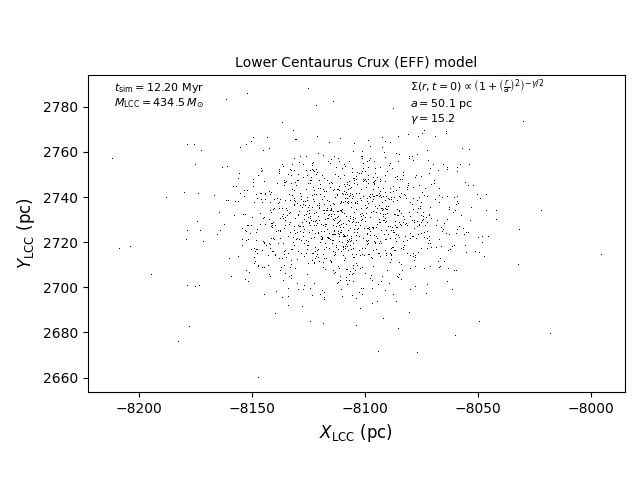 Lower Centaurus Crux (EFF) model
t_sim = 12.20 Myr
M_LCC = 434.5 M_⊙
Σ(r, t = 0) ∝ (1 + (r/a)^2)^{−γ/2}
a = 50.1 pc
γ = 15.2
Y_LCC (pc)
2780
2760
2740
2720
2700
2680
2660
−8200 −8150 −8100 −8050 −8000
X_LCC (pc)